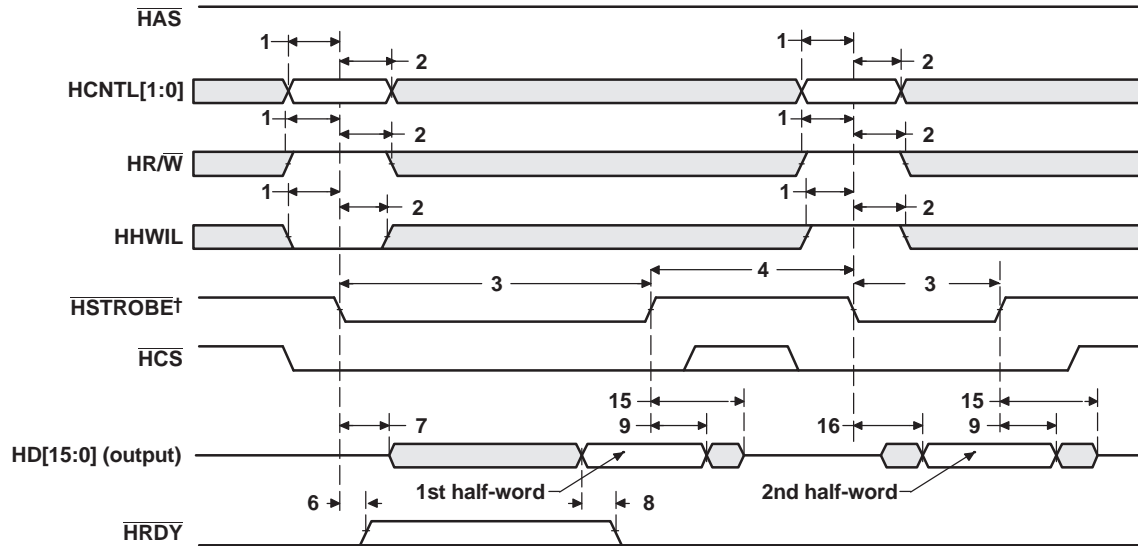 HAS
1 1
2 2
HCNTL[1:0]
1 1
2 2
HR/W
1 1
2 2
HHWIL
3 4 3
HSTROBE†
HCS
15 15
7 9 16 9
HD[15:0] (output)
1st half-word 2nd half-word
6 8
HRDY